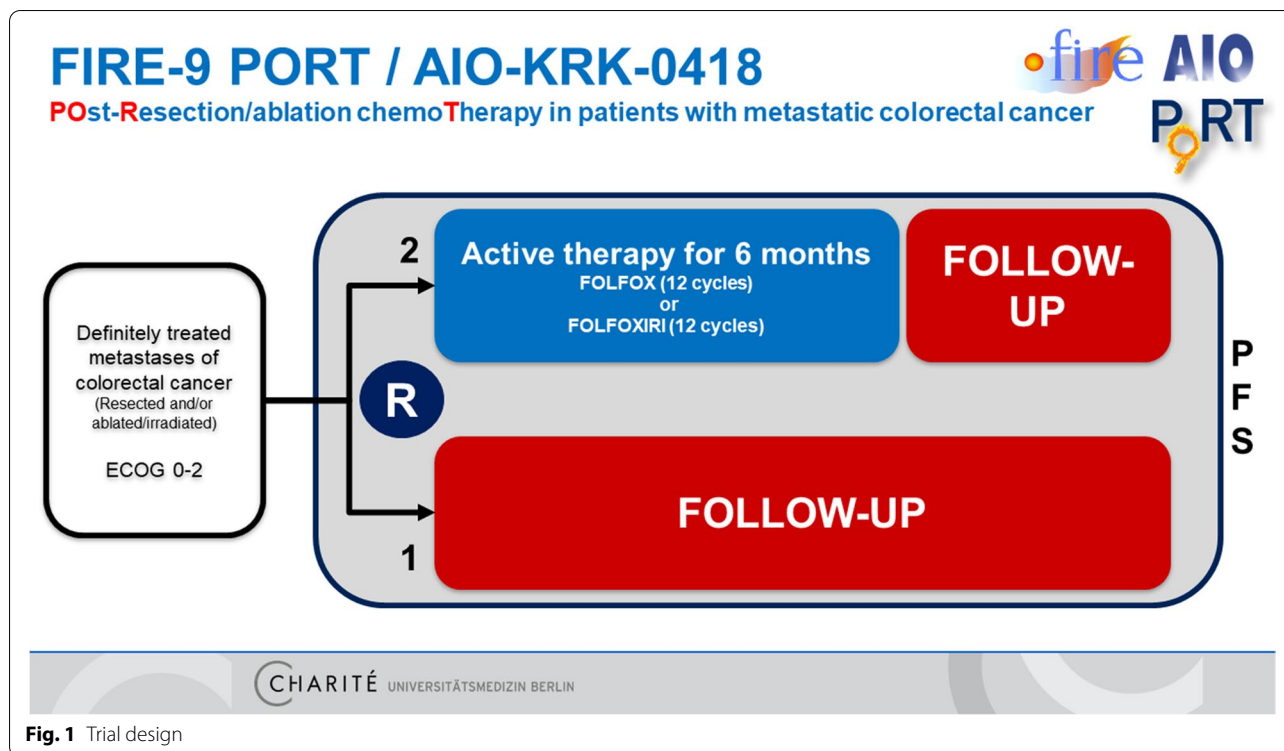 FIRE-9 PORT / AIO-KRK-0418
POst-Resection/ablation chemoTherapy in patients with metastatic colorectal cancer
fire AIO
PORT
9
Definitely treated
metastases of
colorectal cancer
(Resected and/or
ablated/irradiated)
ECOG 0-2
R
2
Active therapy for 6 months
FOLFOX (12 cycles)
or
FOLFOXIRI (12 cycles)
FOLLOW-
UP
1
FOLLOW-UP
P
F
S
CHARITÉ UNIVERSITÄTSMEDIZIN BERLIN
Fig. 1 Trial design